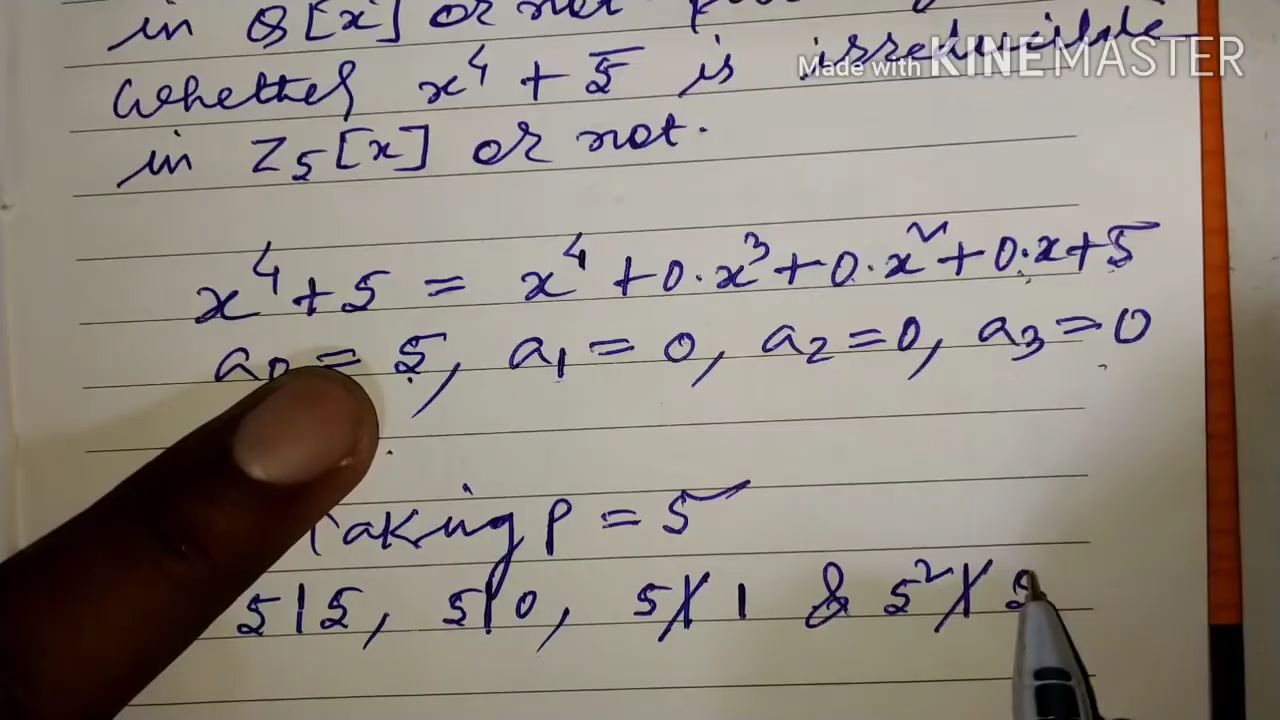 in Q[x] or not
Made with KINEMASTER
Whether x⁴ + 5̅ is irreducible
in Z₅[x] or not.
x⁴ + 5 = x⁴ + 0·x³ + 0·x² + 0·x + 5
a₀ = 5, a₁ = 0, a₂ = 0, a₃ = 0
Taking p = 5
5|5, 5|0, 5∤1 & 5²∤5